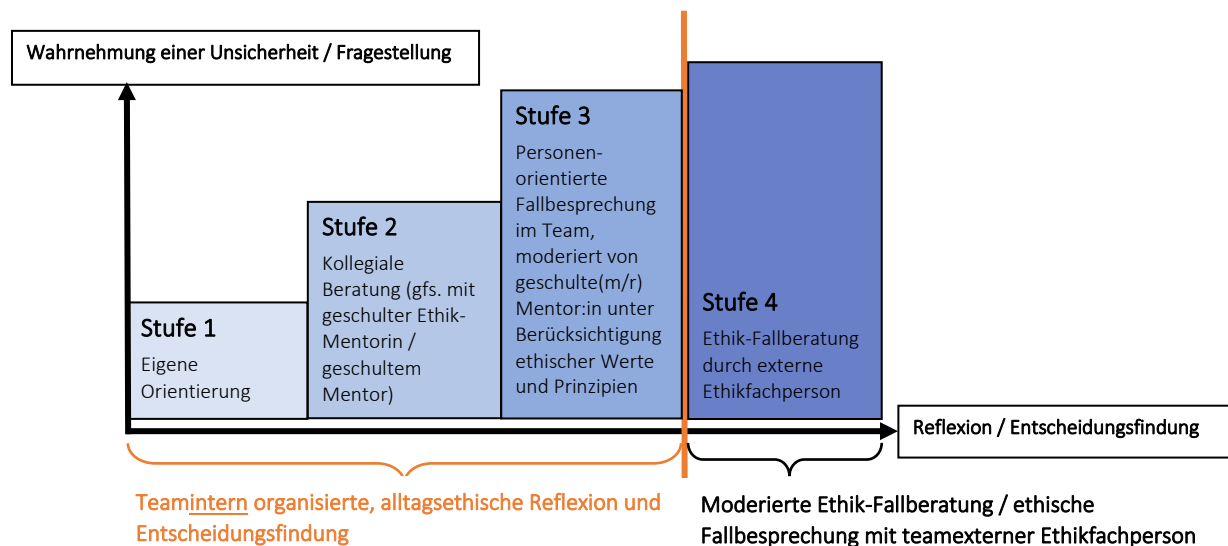 Wahrnehmung einer Unsicherheit / Fragestellung
Stufe 1
Eigene
Orientierung
Stufe 2
Kollegiale
Beratung (gfs. mit
geschulter Ethik-
Mentorin /
geschultem
Mentor)
Stufe 3
Personen-
orientierte
Fallbesprechung
im Team,
moderiert von
geschulte(m/r)
Mentor:in unter
Berücksichtigung
ethischer Werte
und Prinzipien
Stufe 4
Ethik-Fallberatung
durch externe
Ethikfachperson
Reflexion / Entscheidungsfindung
Teamintern organisierte, alltagsethische Reflexion und
Entscheidungsfindung
Moderierte Ethik-Fallberatung / ethische
Fallbesprechung mit teamexterner Ethikfachperson